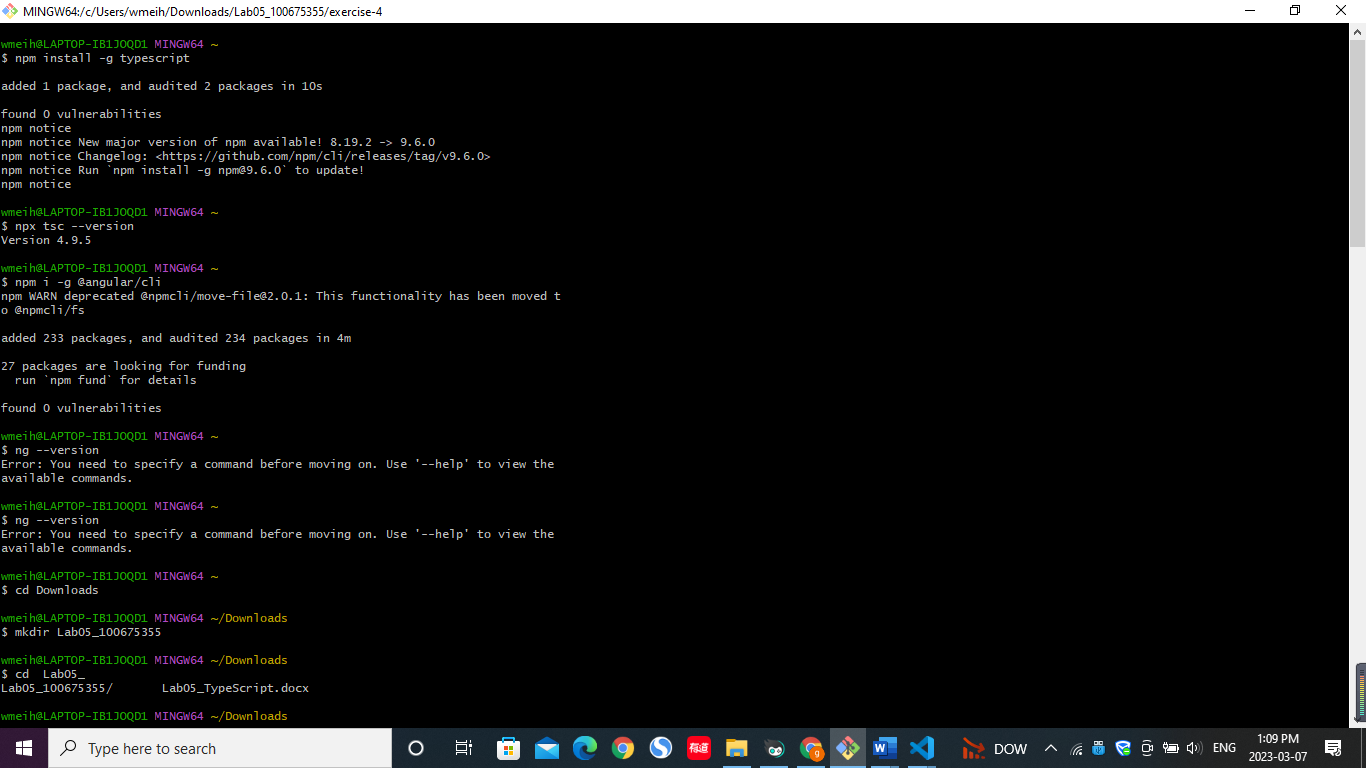 MINGW64:/c/Users/wmeih/Downloads/Lab05_100675355/exercise-4
wmeih@LAPTOP-IB1JOQD1 MINGW64 ~
$ npm install -g typescript
added 1 package, and audited 2 packages in 10s
found 0 vulnerabilities
npm notice
npm notice New major version of npm available! 8.19.2 -> 9.6.0
npm notice Changelog: <https://github.com/npm/cli/releases/tag/v9.6.0>
npm notice Run `npm install -g npm@9.6.0` to update!
npm notice
wmeih@LAPTOP-IB1JOQD1 MINGW64 ~
$ npx tsc --version
Version 4.9.5
wmeih@LAPTOP-IB1JOQD1 MINGW64 ~
$ npm i -g @angular/cli
npm WARN deprecated @npmcli/move-file@2.0.1: This functionality has been moved t
o @npmcli/fs
added 233 packages, and audited 234 packages in 4m
27 packages are looking for funding
  run `npm fund` for details
found 0 vulnerabilities
wmeih@LAPTOP-IB1JOQD1 MINGW64 ~
$ ng --version
Error: You need to specify a command before moving on. Use '--help' to view the
available commands.
wmeih@LAPTOP-IB1JOQD1 MINGW64 ~
$ ng --version
Error: You need to specify a command before moving on. Use '--help' to view the
available commands.
wmeih@LAPTOP-IB1JOQD1 MINGW64 ~
$ cd Downloads
wmeih@LAPTOP-IB1JOQD1 MINGW64 ~/Downloads
$ mkdir Lab05_100675355
wmeih@LAPTOP-IB1JOQD1 MINGW64 ~/Downloads
$ cd  Lab05_
Lab05_100675355/       Lab05_TypeScript.docx
wmeih@LAPTOP-IB1JOQD1 MINGW64 ~/Downloads
Type here to search
有道
DOW
ENG
1:09 PM
2023-03-07